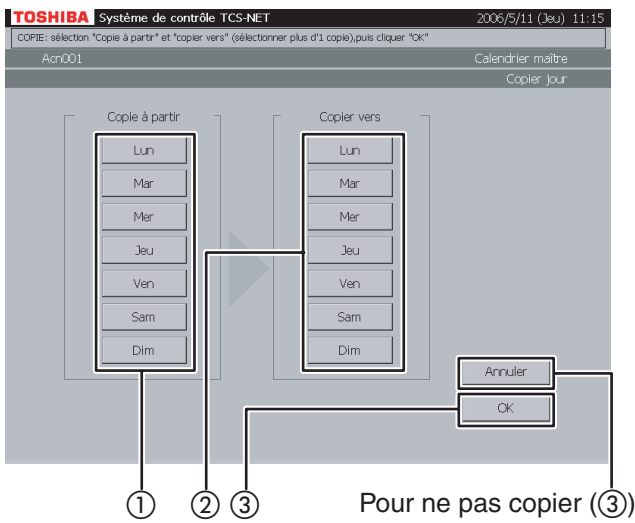 TOSHIBA Système de contrôle TCS-NET 2006/5/11 (Jeu) 11:15
COPIE: sélection "Copie à partir" et "copier vers" (sélectionner plus d'1 copie),puis cliquer "OK"
Acn001 Calendrier maître
Copier jour
Copie à partir Copier vers
Lun Lun
Mar Mar
Mer Mer
Jeu Jeu
Ven Ven
Sam Sam
Dim Dim
Annuler
OK
① ② ③ Pour ne pas copier (③)